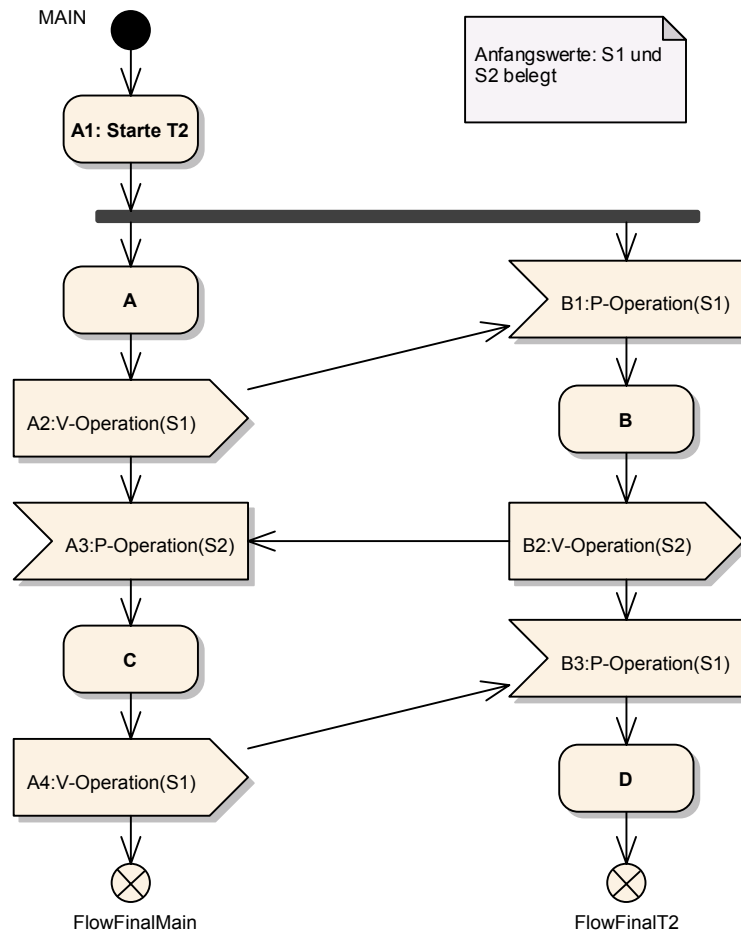 MAIN
Anfangswerte: S1 und
S2 belegt
A1: Starte T2
A
B1:P-Operation(S1)
A2:V-Operation(S1)
B
A3:P-Operation(S2)
B2:V-Operation(S2)
C
B3:P-Operation(S1)
A4:V-Operation(S1)
D
FlowFinalMain
FlowFinalT2